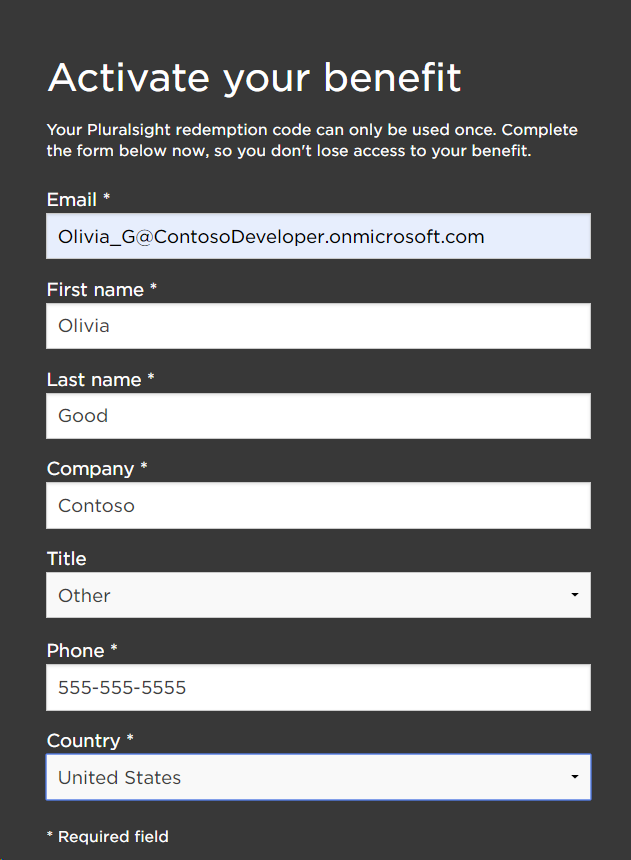 Activate your benefit
Your Pluralsight redemption code can only be used once. Complete
the form below now, so you don't lose access to your benefit.
Email *
Olivia_G@ContosoDeveloper.onmicrosoft.com
First name *
Olivia
Last name *
Good
Company *
Contoso
Title
Other
Phone *
555-555-5555
Country *
United States
* Required field